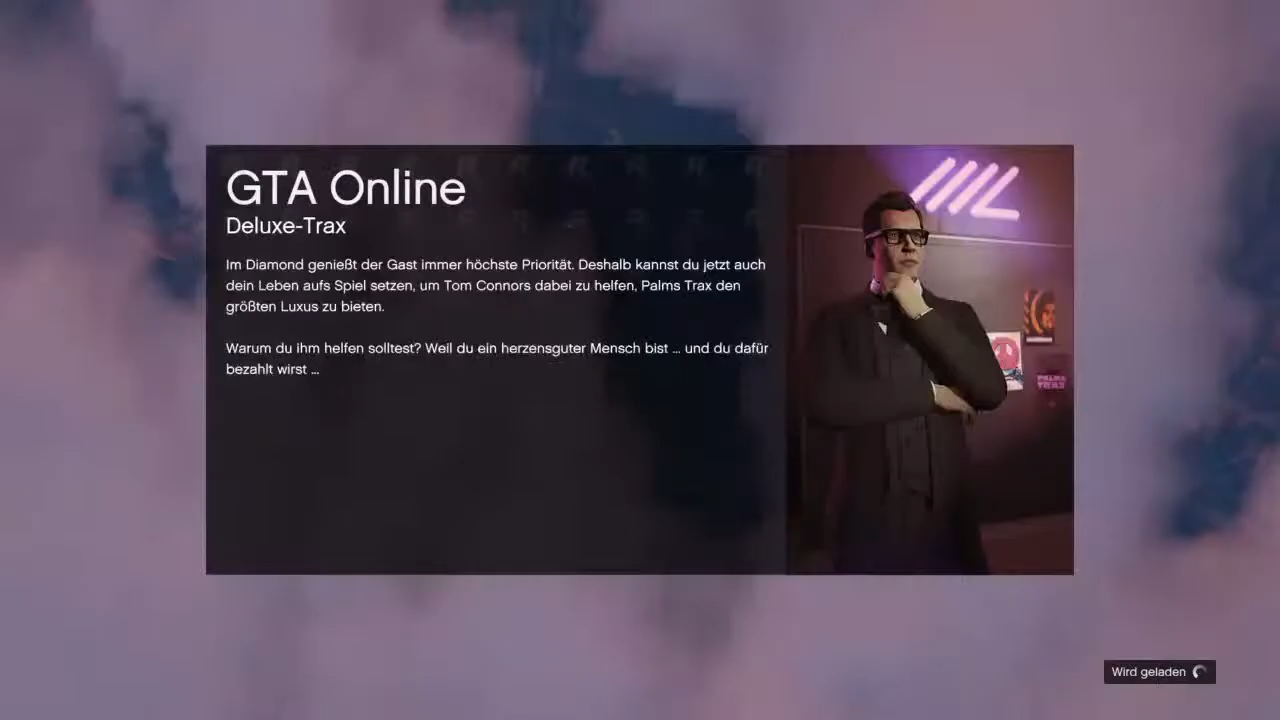 GTA Online
Deluxe-Trax
Im Diamond genießt der Gast immer höchste Priorität. Deshalb kannst du jetzt auch
dein Leben aufs Spiel setzen, um Tom Connors dabei zu helfen, Palms Trax den
größten Luxus zu bieten.
Warum du ihm helfen solltest? Weil du ein herzensguter Mensch bist ... und du dafür
bezahlt wirst ...
PALMS
TRAX
Wird geladen